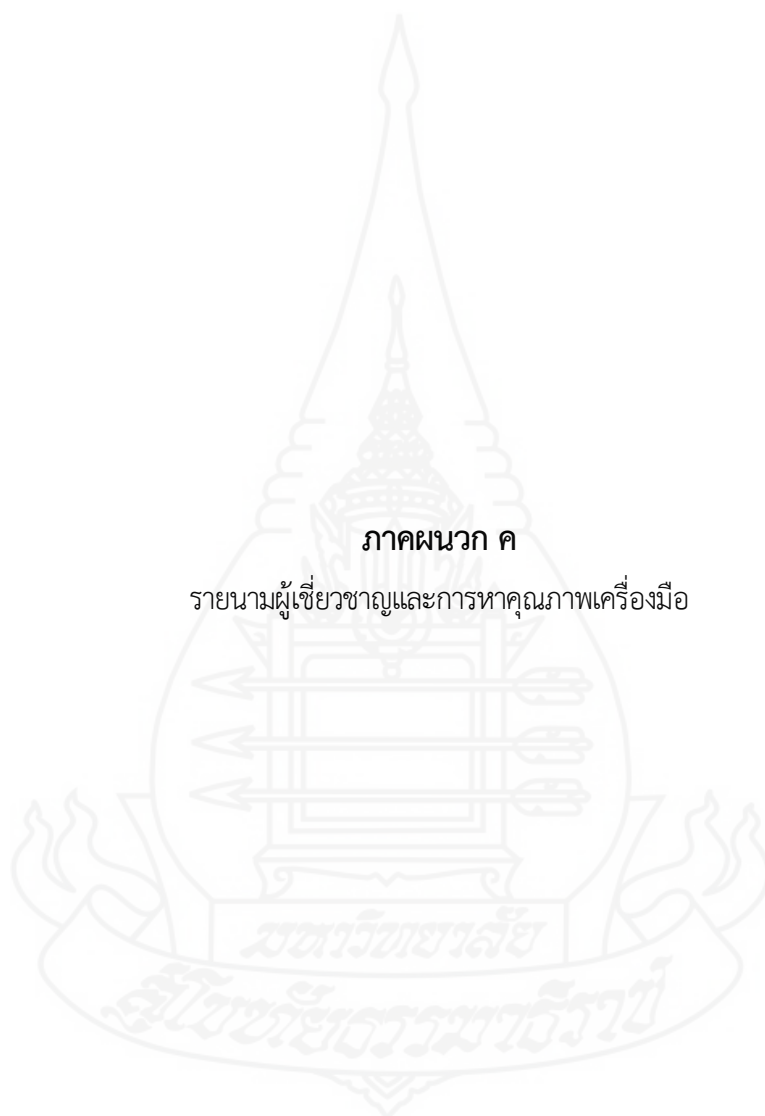 ภาคผนวก ค
รายนามผู้เชี่ยวชาญและการหาคุณภาพเครื่องมือ
มหาวิทยาลัย
สุโขทัยธรรมาธิราช